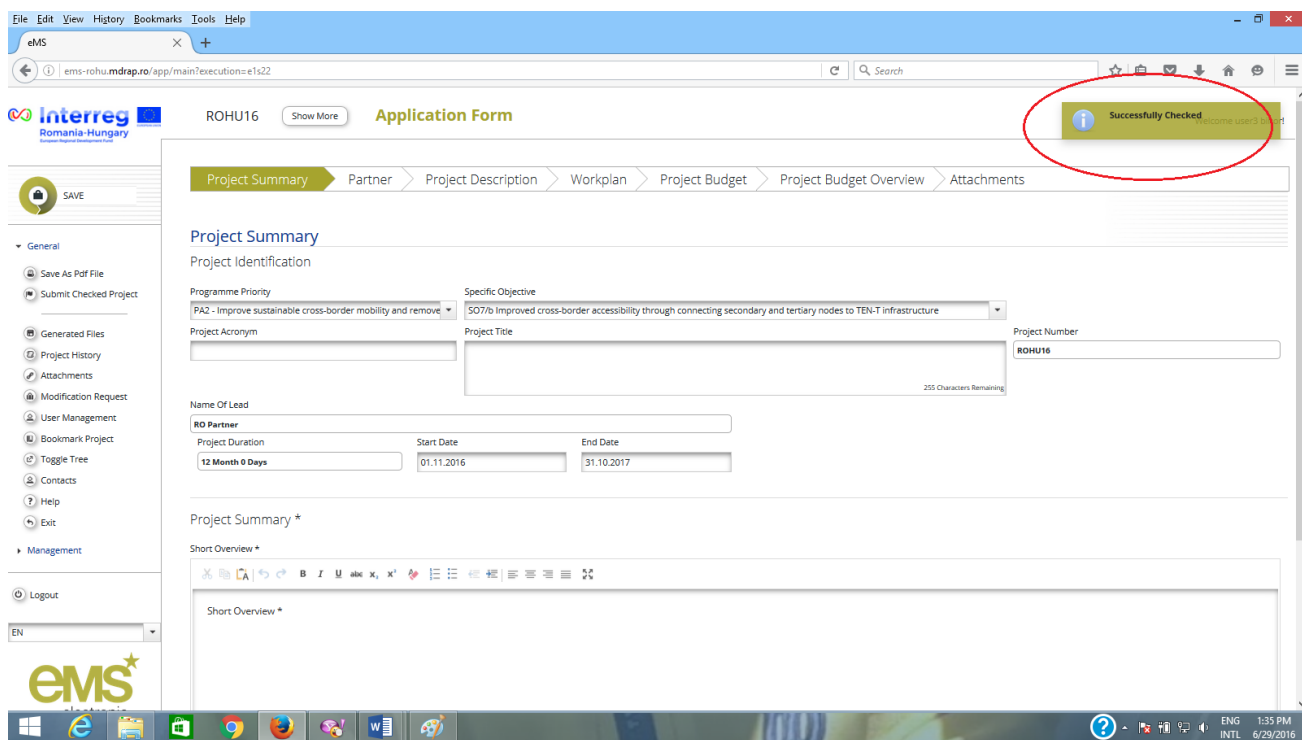 File Edit View History Bookmarks Tools Help
eMS
ems-rohu.mdrap.ro/app/main?execution=e1s22
Search
Interreg
Romania-Hungary
European Regional Development Fund
ROHU16 Show More Application Form
Successfully Checked
Welcome user3
SAVE
Project Summary Partner Project Description Workplan Project Budget Project Budget Overview Attachments
General
Save As Pdf File
Submit Checked Project
Generated Files
Project History
Attachments
Modification Request
User Management
Bookmark Project
Toggle Tree
Contacts
Help
Exit
Management
Logout
EN
eMS
Project Summary
Project Identification
Programme Priority Specific Objective
PA2 - Improve sustainable cross-border mobility and remove SO7/b Improved cross-border accessibility through connecting secondary and tertiary nodes to TEN-T infrastructure
Project Acronym Project Title Project Number
ROHU16
255 Characters Remaining
Name Of Lead
RO Partner
Project Duration Start Date End Date
12 Month 0 Days 01.11.2016 31.10.2017
Project Summary *
Short Overview *
B I U abc x, x'
Short Overview *
ENG 1:35 PM
INTL 6/29/2016